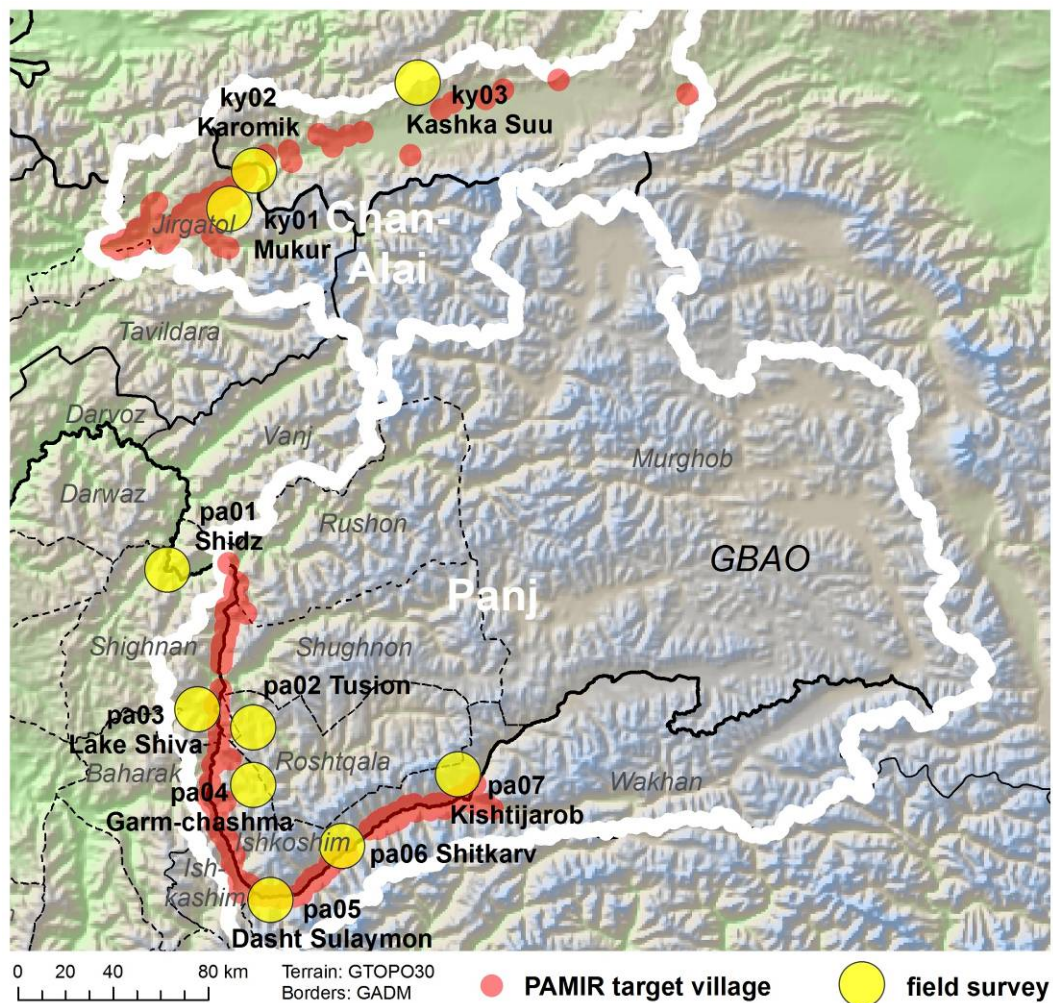 ky02
Karomik
ky03
Kashka Suu
Jirgatol
ky01
Mukur
Chan-
Alai
Tavildara
Darvoz
Vanj
Murghob
Darwaz
pa01
Shidz
Rushon
GBAO
Panj
Shighnan
Shughnon
pa02 Tusion
pa03
Lake Shiva
Baharak
Roshtqala
pa04
Garm-chashma
Wakhan
pa07
Kishtijarob
Ishkoshim
pa06 Shitkarv
Ish-
kashim
pa05
Dasht Sulaymon
0 20 40 80 km
Terrain: GTOPO30
Borders: GADM
PAMIR target village
field survey